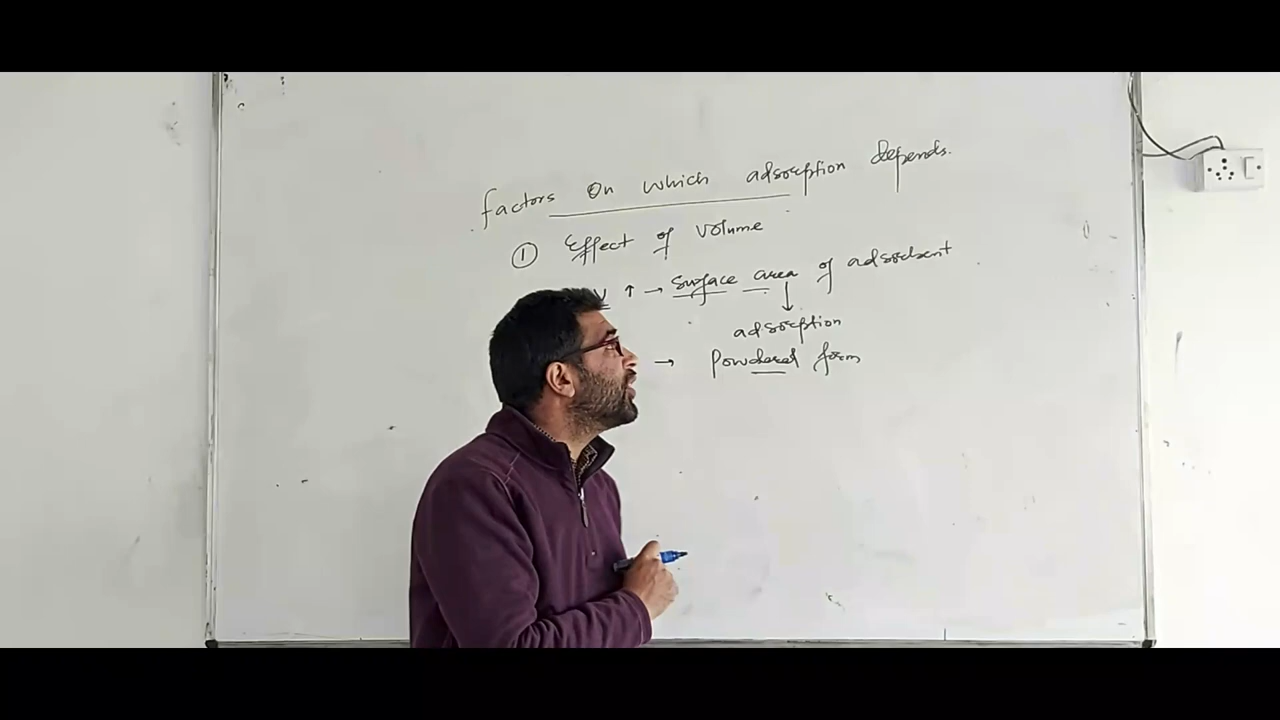 factors on which adsorption depends.
① Effect of volume
V ↑ → Surface area of adsorbent
↓
adsorption
→ Powdered form